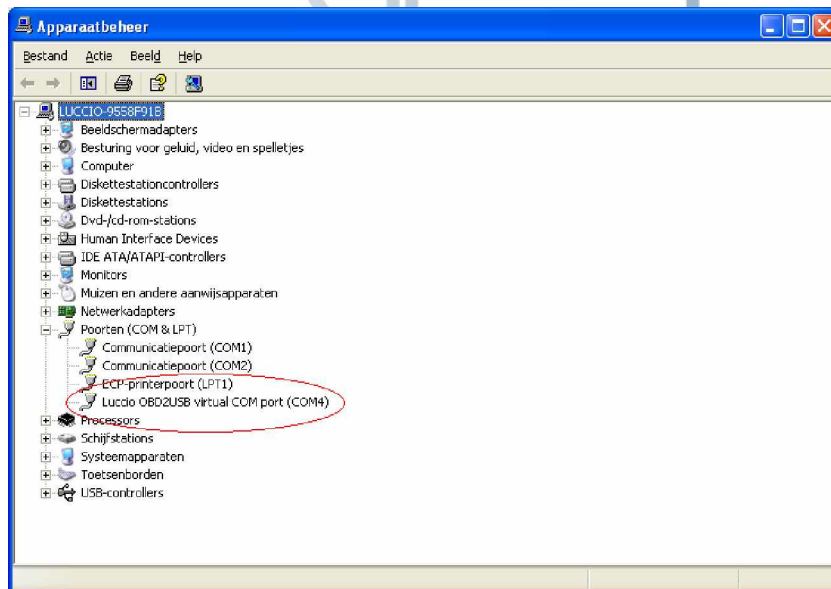 Apparaatbeheer
Bestand Actie Beeld Help
LUCCIO-9558F91B
Beeldschermadapters
Besturing voor geluid, video en spelletjes
Computer
Diskettestationcontrollers
Diskettestations
Dvd-/cd-rom-stations
Human Interface Devices
IDE ATA/ATAPI-controllers
Monitors
Muizen en andere aanwijsapparaten
Netwerkadapters
Poorten (COM & LPT)
Communicatiepoort (COM1)
Communicatiepoort (COM2)
ECP-printerpoort (LPT1)
Luccio OBD2USB virtual COM port (COM4)
Processors
Schijfstations
Systeemapparaten
Toetsenborden
USB-controllers